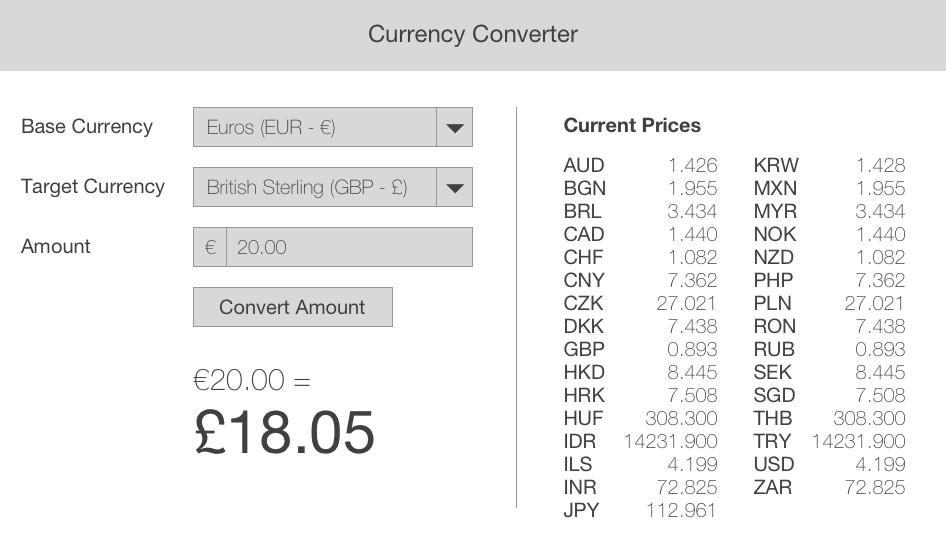 Currency Converter
Base Currency
Euros (EUR - €)
Target Currency
British Sterling (GBP - £)
Amount
€ 20.00
Convert Amount
€20.00 =
£18.05
Current Prices
AUD 1.426 KRW 1.428
BGN 1.955 MXN 1.955
BRL 3.434 MYR 3.434
CAD 1.440 NOK 1.440
CHF 1.082 NZD 1.082
CNY 7.362 PHP 7.362
CZK 27.021 PLN 27.021
DKK 7.438 RON 7.438
GBP 0.893 RUB 0.893
HKD 8.445 SEK 8.445
HRK 7.508 SGD 7.508
HUF 308.300 THB 308.300
IDR 14231.900 TRY 14231.900
ILS 4.199 USD 4.199
INR 72.825 ZAR 72.825
JPY 112.961